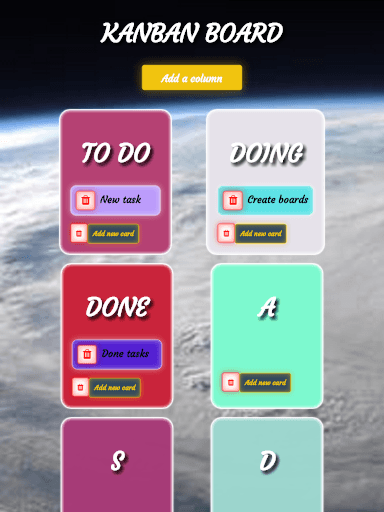 KANBAN BOARD
Add a column
TO DO
New task
Add new card
DOING
Create boards
Add new card
DONE
Done tasks
Add new card
A
Add new card
S
D